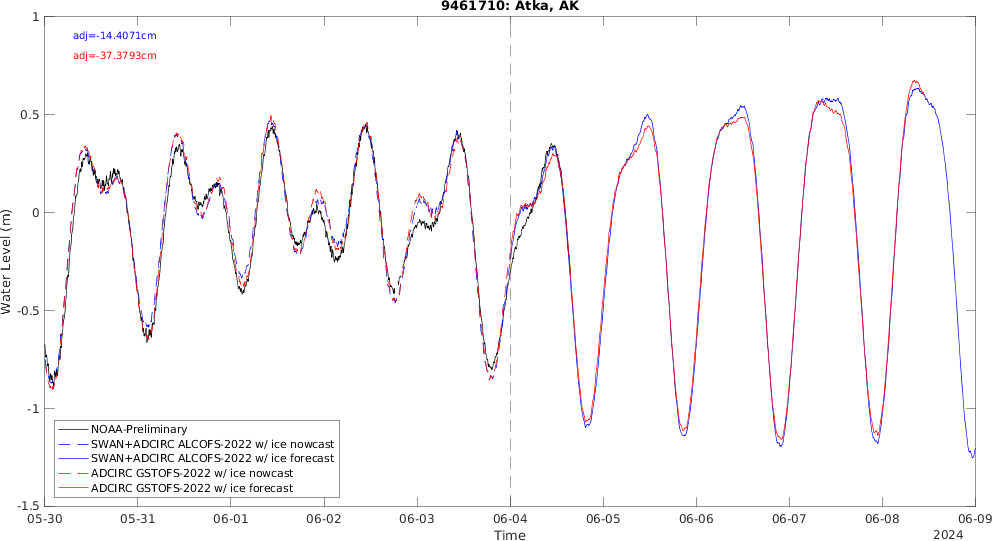 9461710: Atka, AK
adj=-14.4071cm
adj=-37.3793cm
1
0.5
0
-0.5
-1
-1.5
Water Level (m)
NOAA-Preliminary
SWAN+ADCIRC ALCOFS-2022 w/ ice nowcast
SWAN+ADCIRC ALCOFS-2022 w/ ice forecast
ADCIRC GSTOFS-2022 w/ ice nowcast
ADCIRC GSTOFS-2022 w/ ice forecast
05-30 05-31 06-01 06-02 06-03 06-04 06-05 06-06 06-07 06-08 06-09
Time
2024